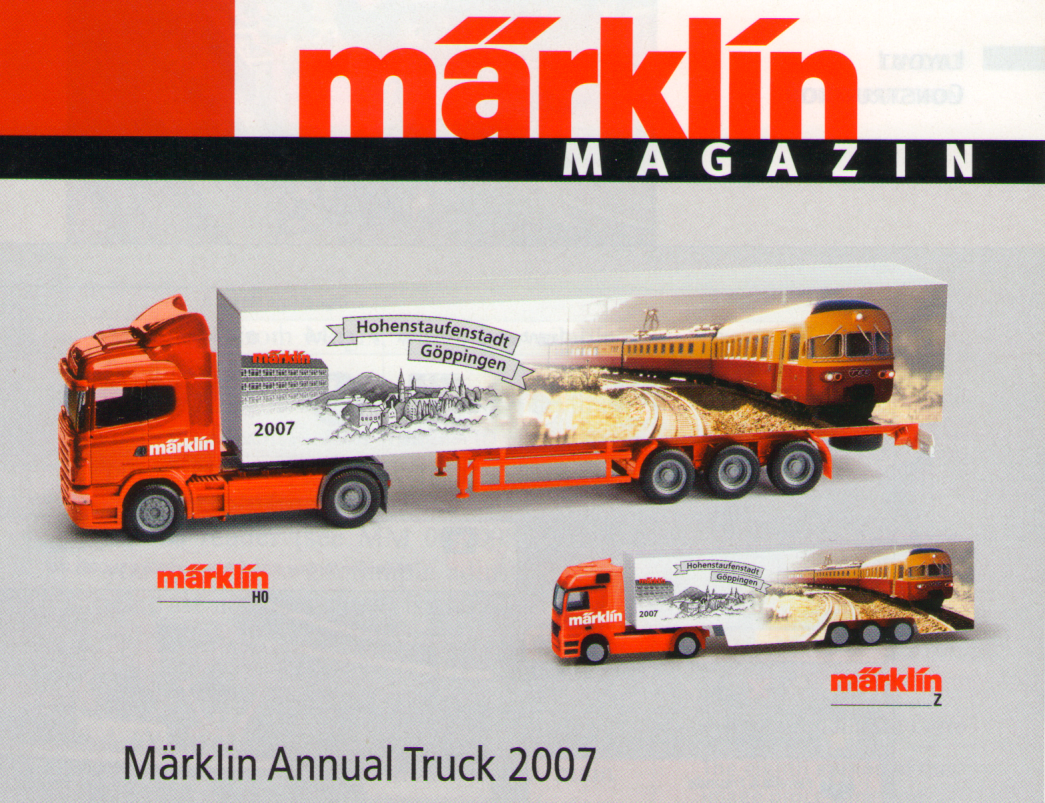 märklin
MAGAZIN
Hohenstaufenstadt
Göppingen
märklin
2007
märklin
märklin
H0
Hohenstaufenstadt
Göppingen
2007
märklin
märklin
Z
Märklin Annual Truck 2007